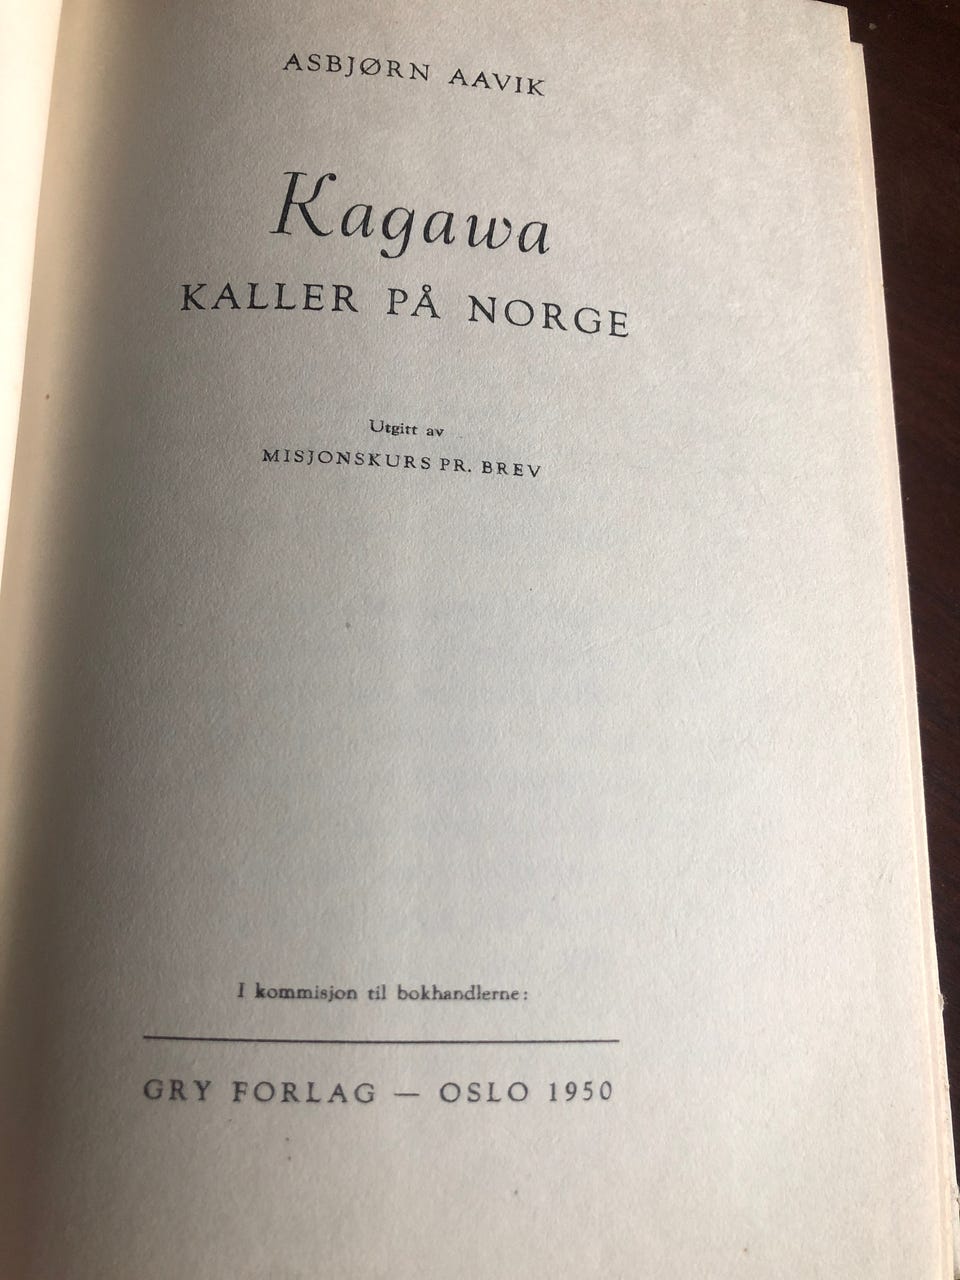 ASBJØRN AAVIK
Kagawa
KALLER PÅ NORGE
Utgitt av
MISJONSKURS PR. BREV
I kommisjon til bokhandlerne:
GRY FORLAG — OSLO 1950